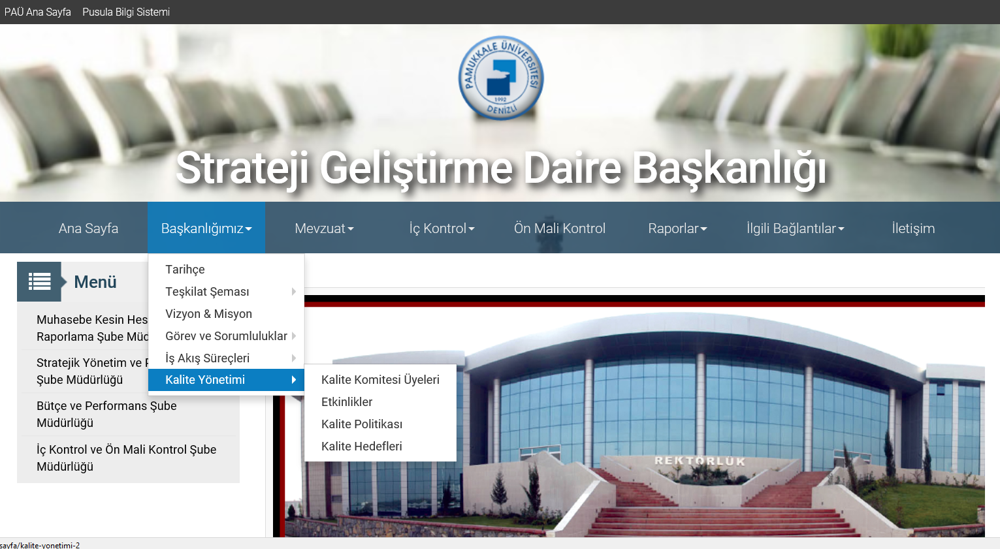 PAÜ Ana Sayfa Pusula Bilgi Sistemi
PAMUKKALE ÜNİVERSİTESİ
1992
DENİZLİ
Strateji Geliştirme Daire Başkanlığı
Ana Sayfa Başkanlığımız Mevzuat İç Kontrol Ön Mali Kontrol Raporlar İlgili Bağlantılar İletişim
Menü
Muhasebe Kesin
Raporlama Şube
Stratejik Yönetim ve
Şube Müdürlüğü
Bütçe ve Performans Şube
Müdürlüğü
İç Kontrol ve Ön Mali Kontrol Şube
Müdürlüğü
Tarihçe
Teşkilat Şeması
Vizyon & Misyon
Görev ve Sorumluluklar
İş Akış Süreçleri
Kalite Yönetimi
Kalite Komitesi Üyeleri
Etkinlikler
Kalite Politikası
Kalite Hedefleri
REKTÖRLÜK
sayfa/kalite-yonetimi-2